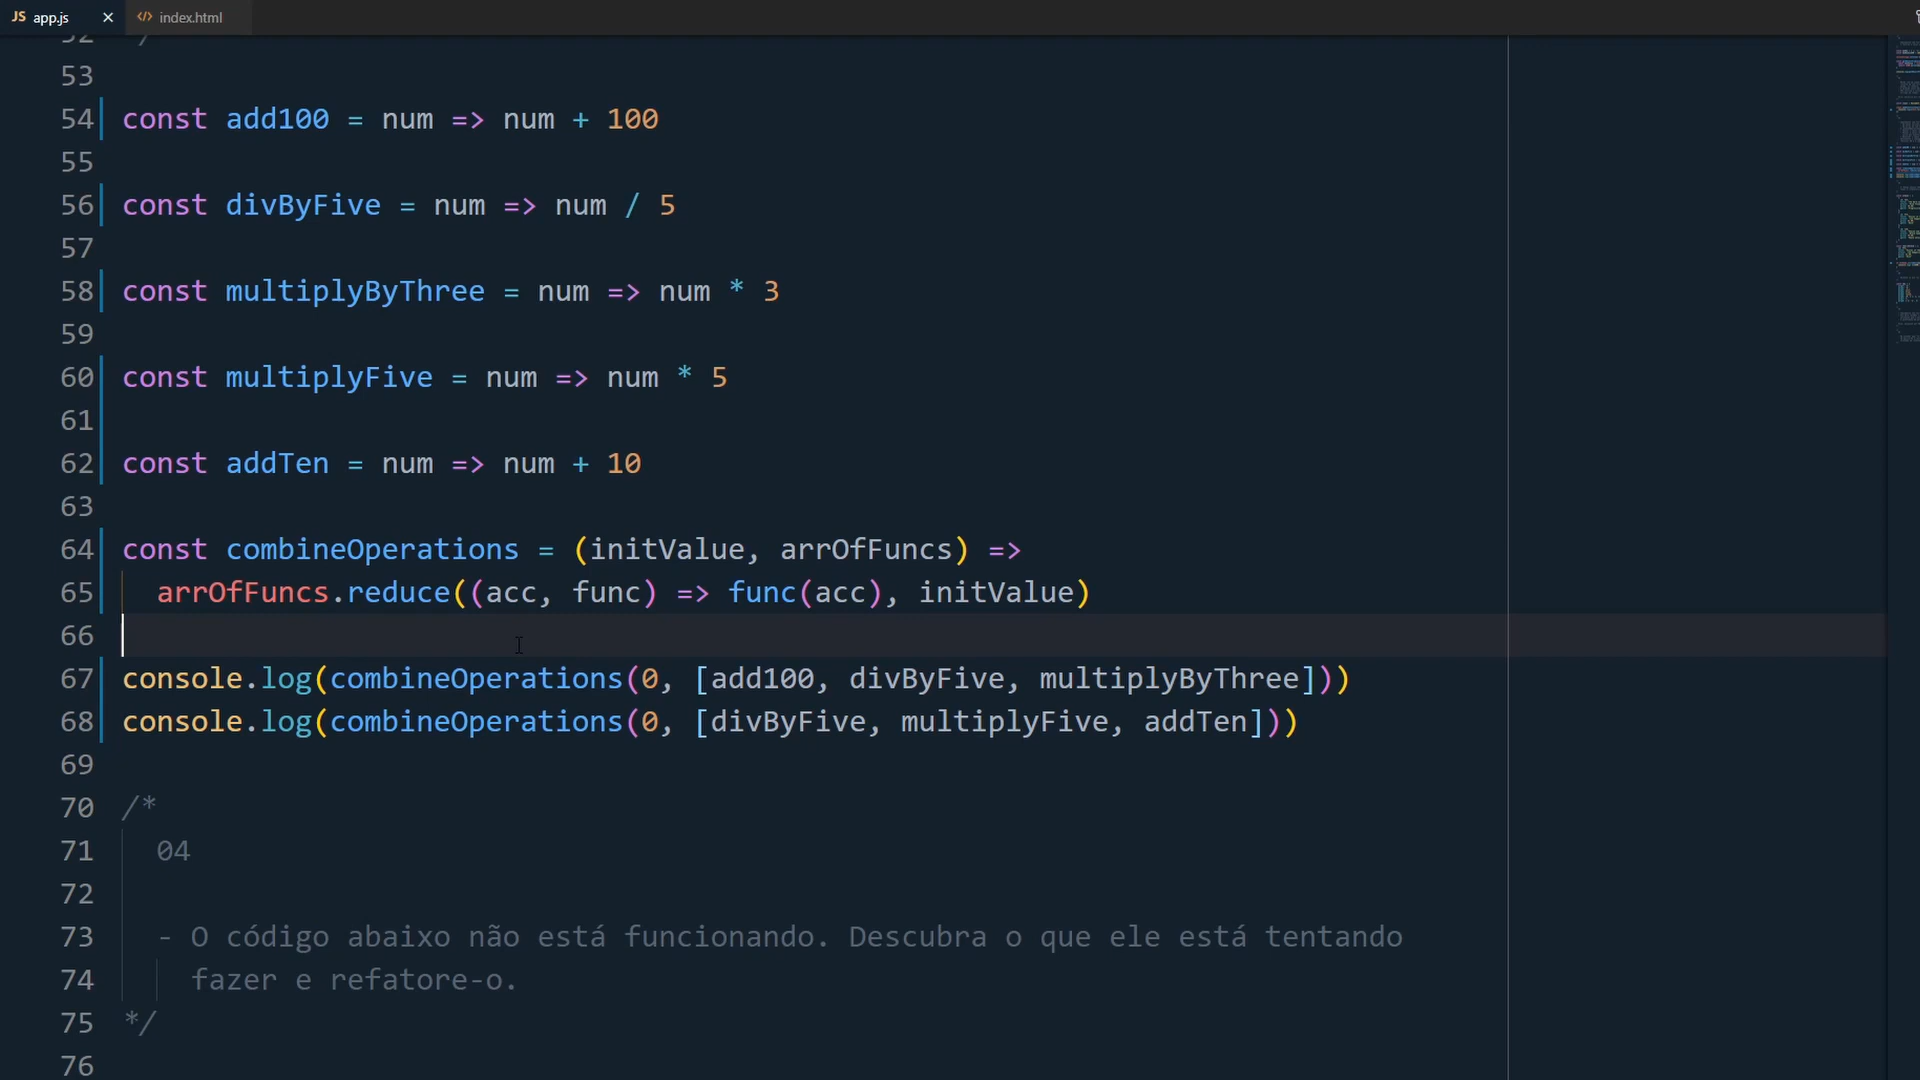 JS app.js × <> index.html
52 */
53
54 const add100 = num => num + 100
55
56 const divByFive = num => num / 5
57
58 const multiplyByThree = num => num * 3
59
60 const multiplyFive = num => num * 5
61
62 const addTen = num => num + 10
63
64 const combineOperations = (initValue, arrOfFuncs) =>
65 arrOfFuncs.reduce((acc, func) => func(acc), initValue)
66
67 console.log(combineOperations(0, [add100, divByFive, multiplyByThree]))
68 console.log(combineOperations(0, [divByFive, multiplyFive, addTen]))
69
70 /*
71 04
72
73 - O código abaixo não está funcionando. Descubra o que ele está tentando
74 fazer e refatore-o.
75 */
76